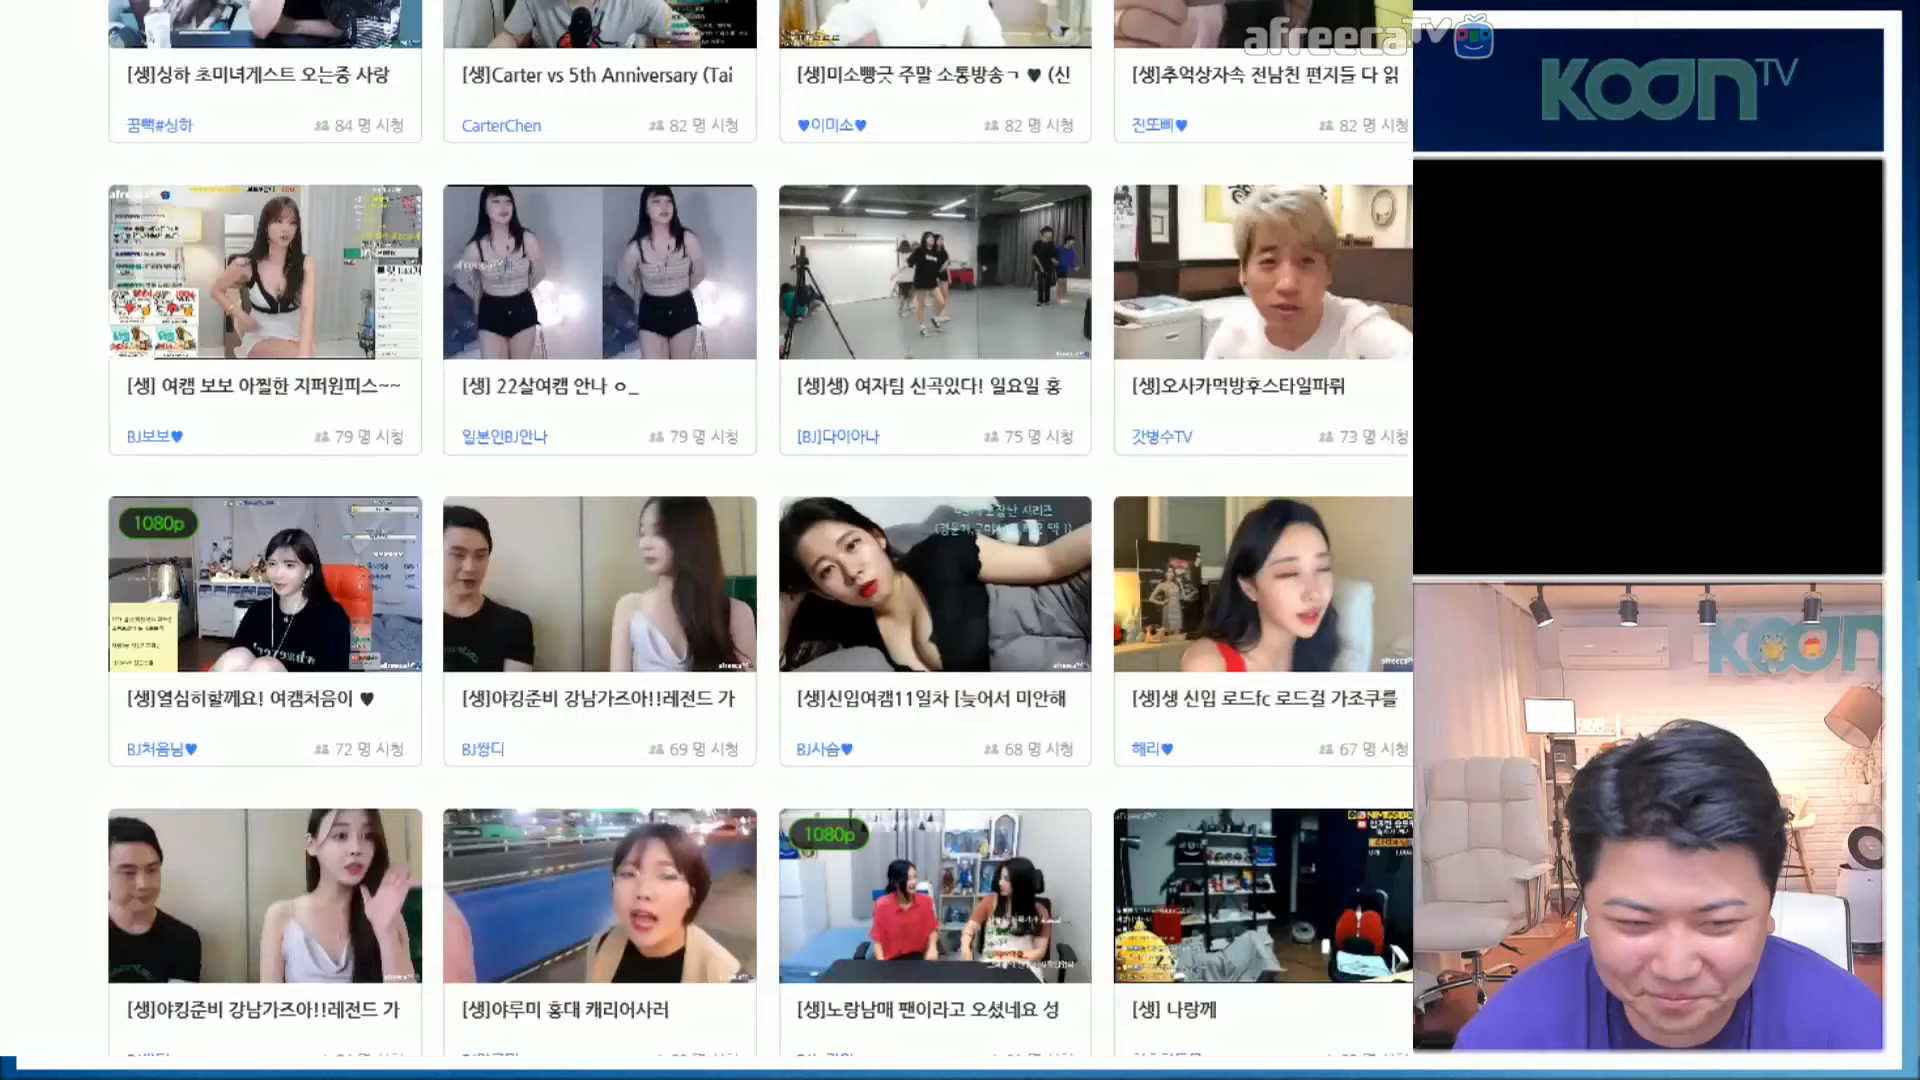 afreecaTV
KOONTV
[생]싱하 초미녀게스트 오는중 사랑
꿈빽#싱하
84 명 시청
[생]Carter vs 5th Anniversary (Tai
CarterChen
82 명 시청
[생]미소빵긋 주말 소통방송ㄱ ♥ (신
♥이미소♥
82 명 시청
[생]추억상자속 전남친 편지들 다 읽
진또삐♥
82 명 시청
[생] 여캠 보보 아찔한 지퍼원피스~~
BJ보보♥
79 명 시청
[생] 22살여캠 안나 ㅇ_
일본인BJ안나
79 명 시청
[생]생) 여자팀 신곡있다! 일요일 홍
[BJ]다이아나
75 명 시청
[생]오사카먹방후스타일파뤼
갓병수TV
73 명 시청
1080p
[생]열심히할께요! 여캠처음이 ♥
BJ처음님♥
72 명 시청
[생]야킹준비 강남가즈아!!레전드 가
BJ쌍디
69 명 시청
[생]신입여캠11일차 [늦어서 미안해
BJ사슴♥
68 명 시청
[생]생 신입 로드fc 로드걸 가조쿠를
해리♥
67 명 시청
KOON
[생]야킹준비 강남가즈아!!레전드 가
[생]야루미 홍대 캐리어사러
1080p
[생]노랑남매 팬이라고 오셨네요 성
[생] 나랑께